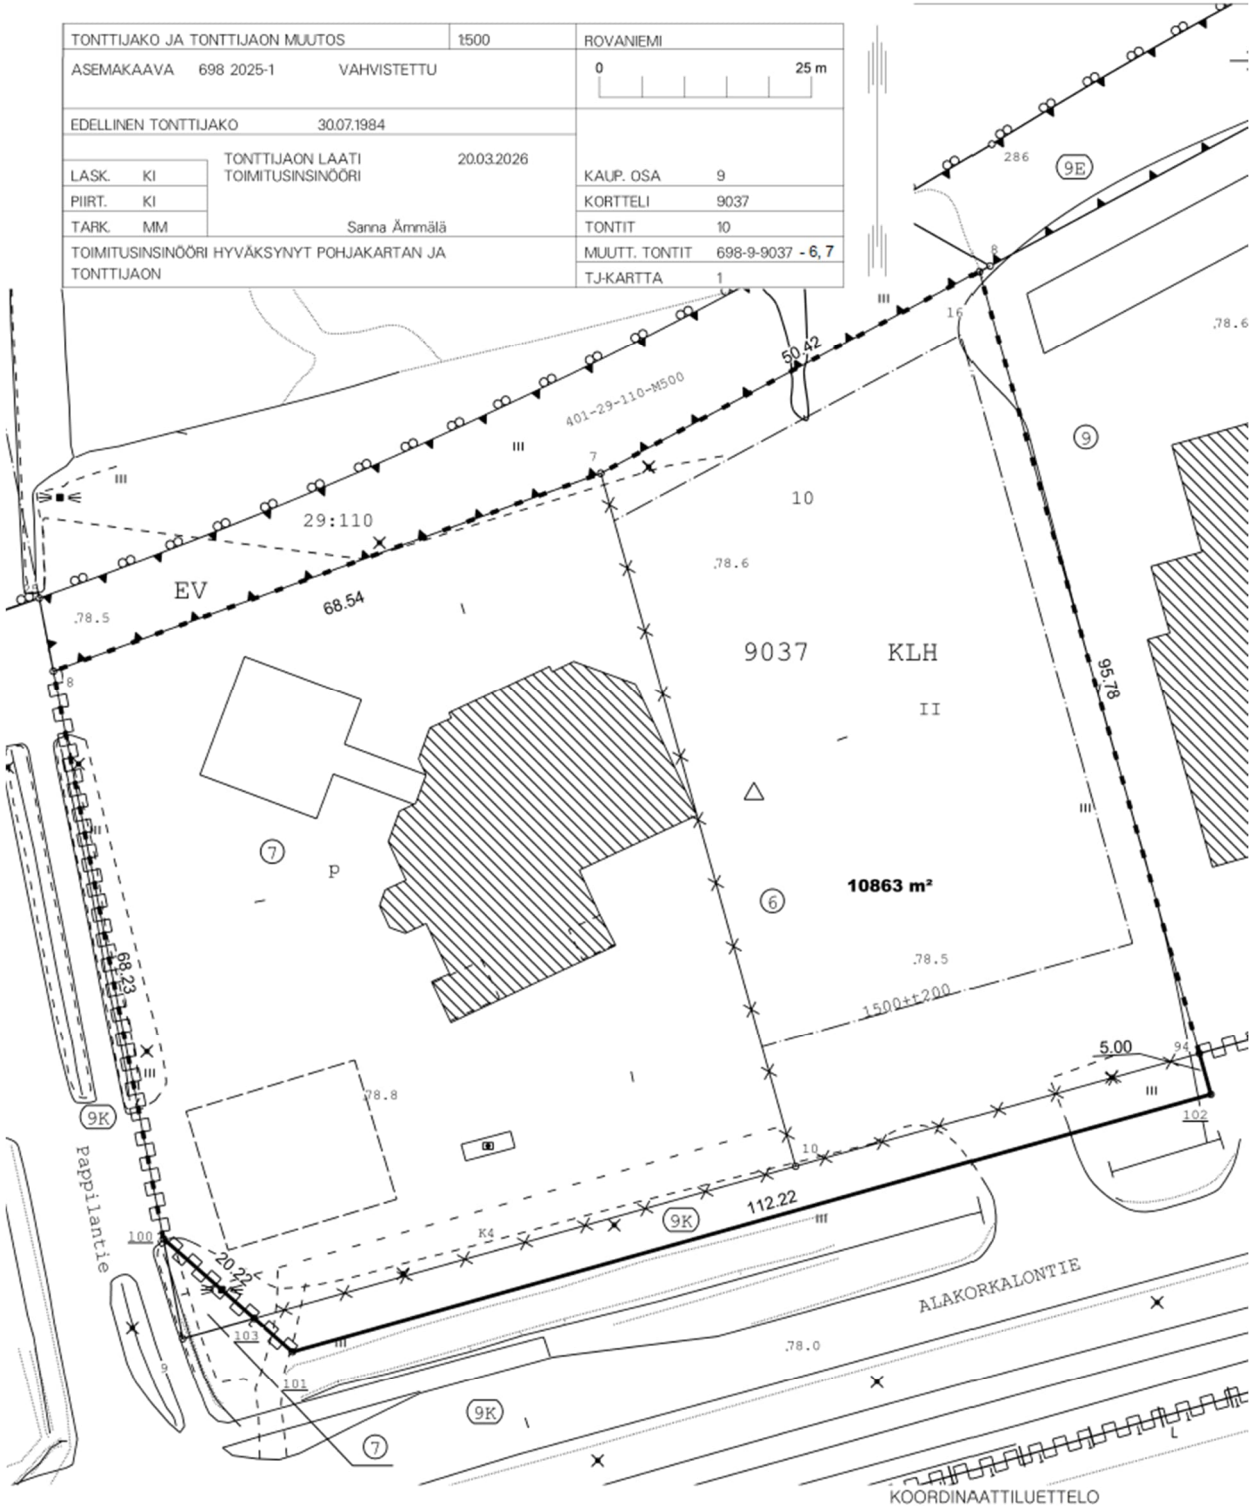 TONTTIJAKO JA TONTTIJAON MUUTOS 1:500 ROVANIEMI
ASEMAKAAVA 698 2025-1 VAHVISTETTU
0 25 m
EDELLINEN TONTTIJAKO 30.07.1984
TONTTIJAON LAATI 20.03.2026
TOIMITUSINSINÖÖRI
LASK. KI
PIIRT. KI
TARK. MM
Sanna Ämmälä
TOIMITUSINSINÖÖRI HYVÄKSYNYT POHJAKARTAN JA
TONTTIJAON
KAUP. OSA 9
KORTTELI 9037
TONTIT 10
MUUTT. TONTIT 698-9-9037 - 6, 7
TJ-KARTTA 1
286
9E
8
16
.78.6
50.42
401-29-110-M500
9
7
10
29:110
.78.6
EV
68.54
.78.5
8
9037 KLH
II
95.78
7
p
6
10863 m²
.78.5
68.23
1500+t200
5.00
94
102
.78.8
9K
10
Pappilantie
112.22
9K
K4
100
20.22
ALAKORKALONTIE
103
.78.0
9
101
9K
7
L
KOORDINAATTILUETTELO